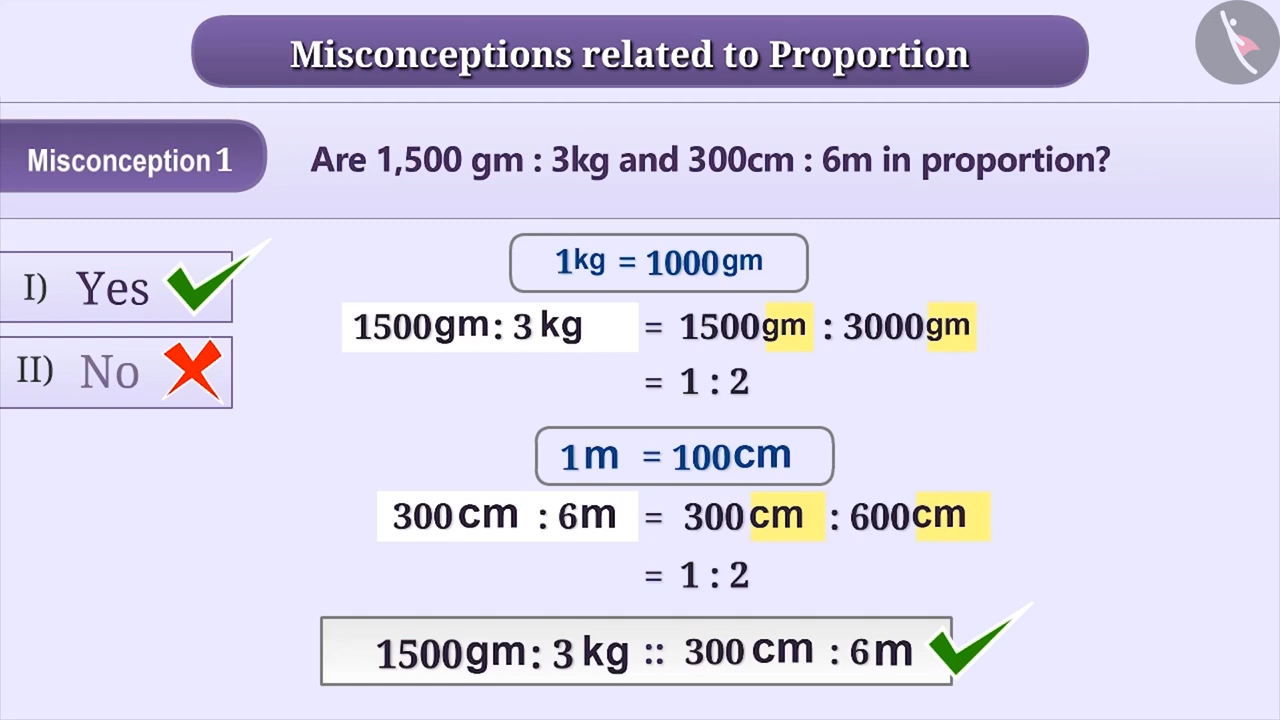 Misconceptions related to Proportion
Misconception 1
Are 1,500 gm : 3kg and 300cm : 6m in proportion?
I) Yes
II) No
1kg = 1000gm
1500gm : 3 kg = 1500gm : 3000gm
= 1 : 2
1m = 100cm
300cm : 6m = 300cm : 600cm
= 1 : 2
1500gm : 3 kg :: 300 cm : 6m